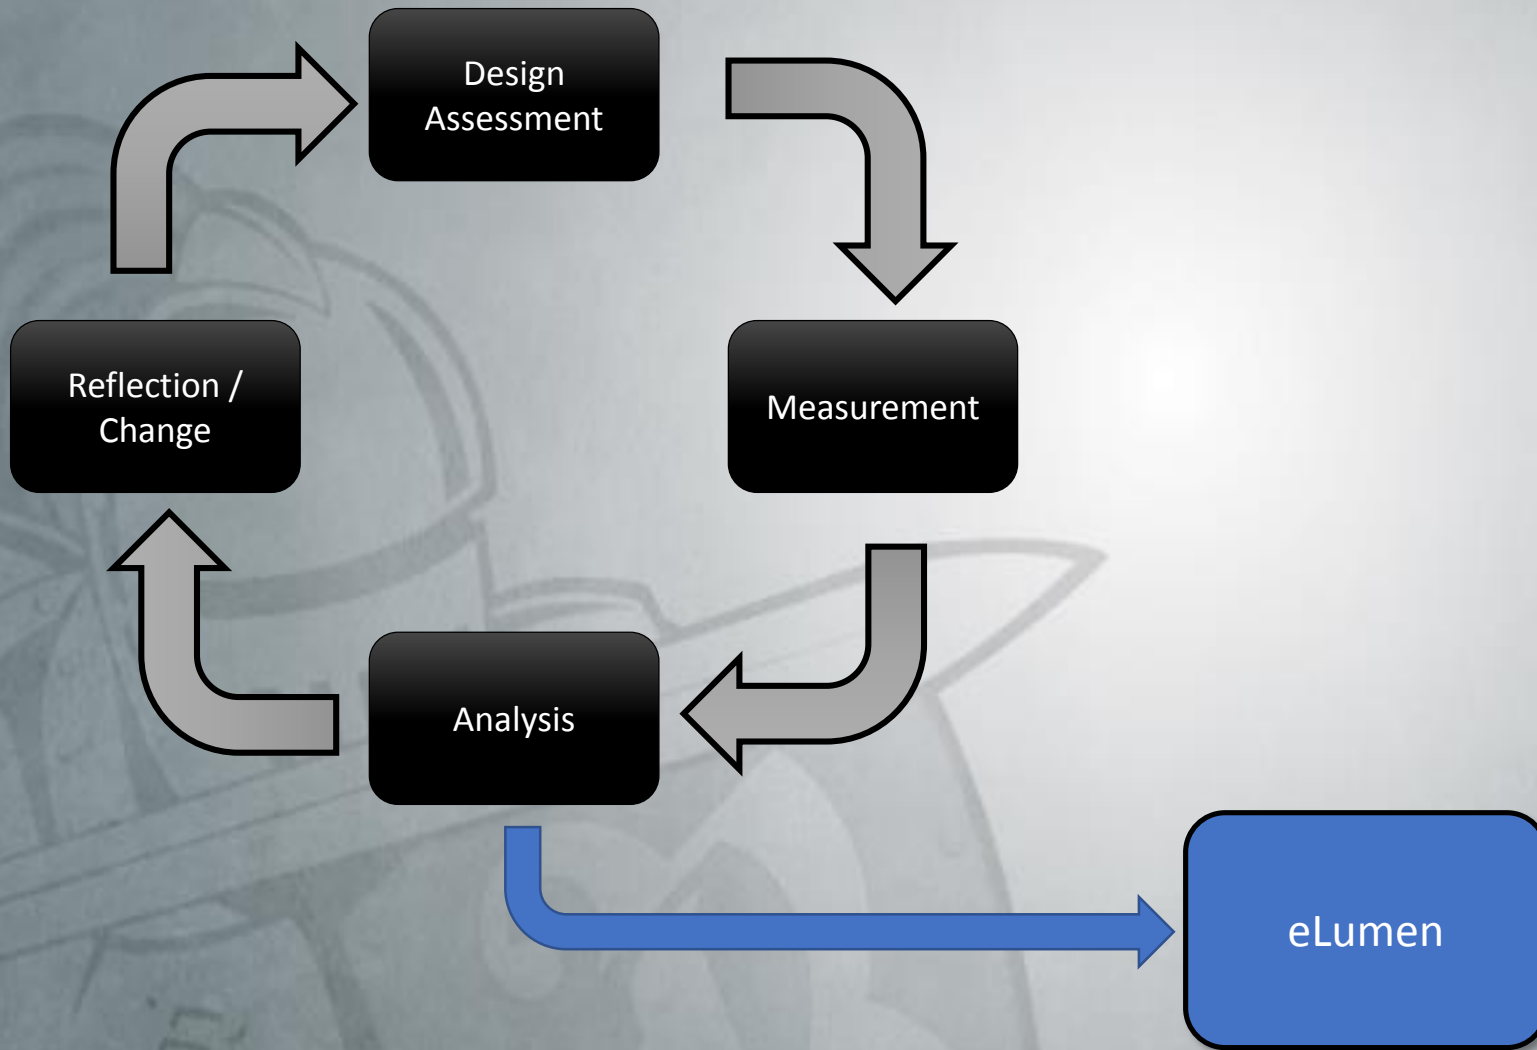 Design
Assessment
Reflection /
Change
Measurement
Analysis
eLumen